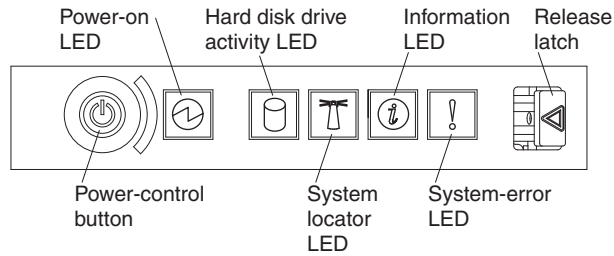 Power-on
LED
Hard disk drive
activity LED
Information
LED
Release
latch
Power-control
button
System
locator
LED
System-error
LED